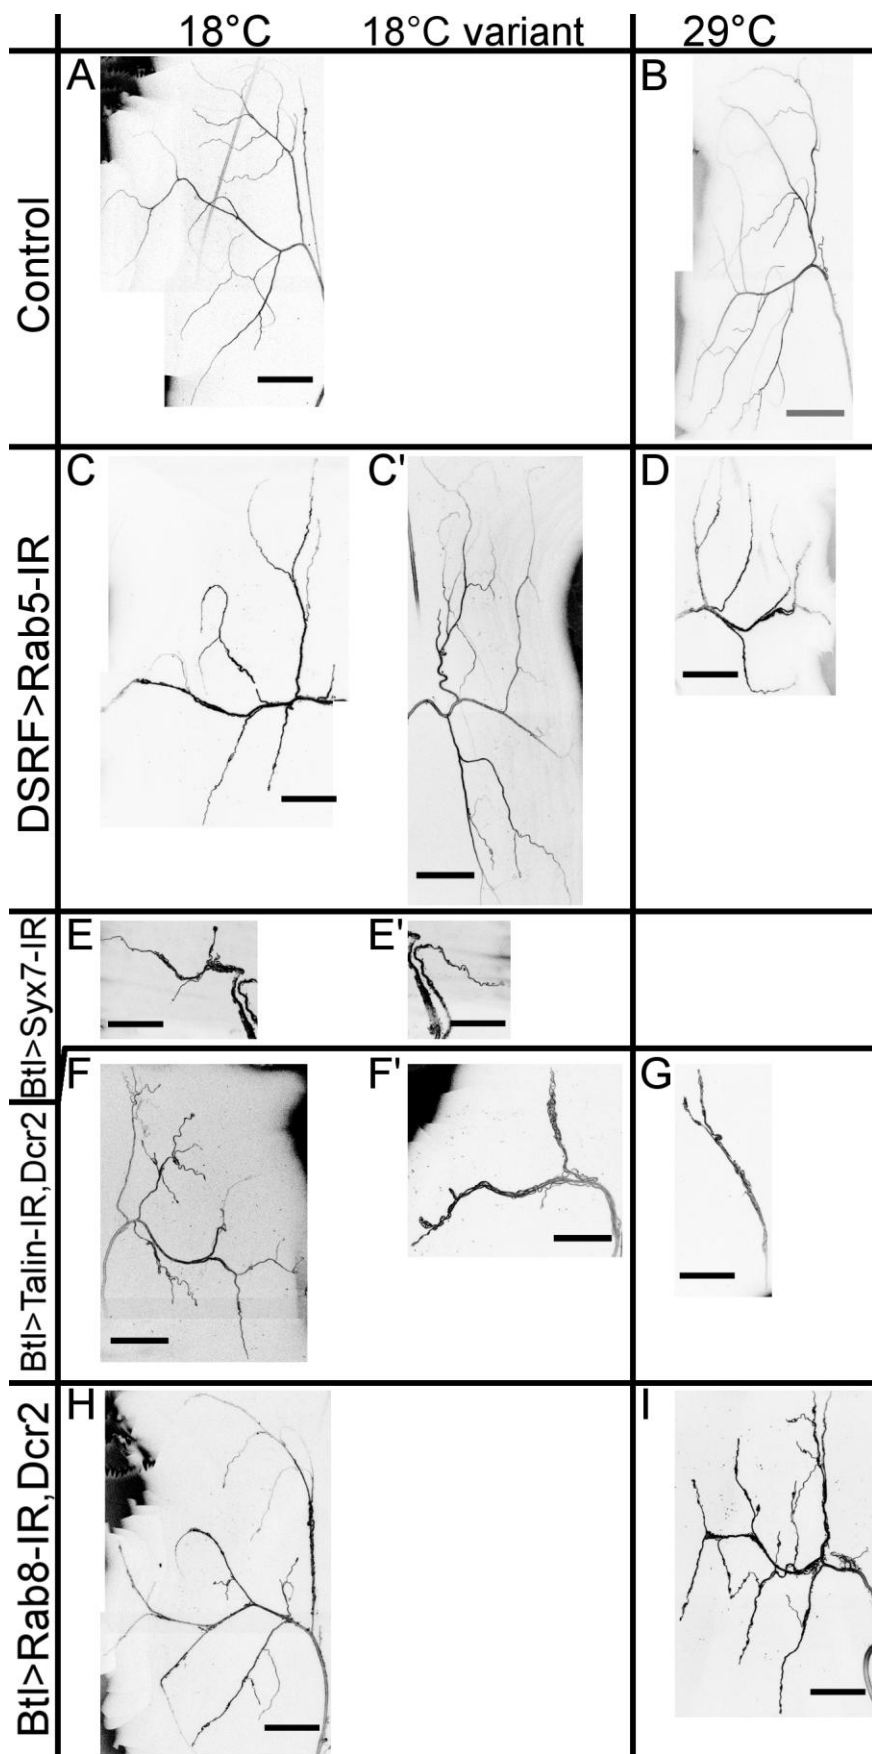 18°C 18°C variant 29°C
Control
A
B
DSRF>Rab5-IR
C
C'
D
Btl>Syx7-IR
E
E'
Btl>Talin-IR,Dcr2
F
F'
G
Btl>Rab8-IR,Dcr2
H
I